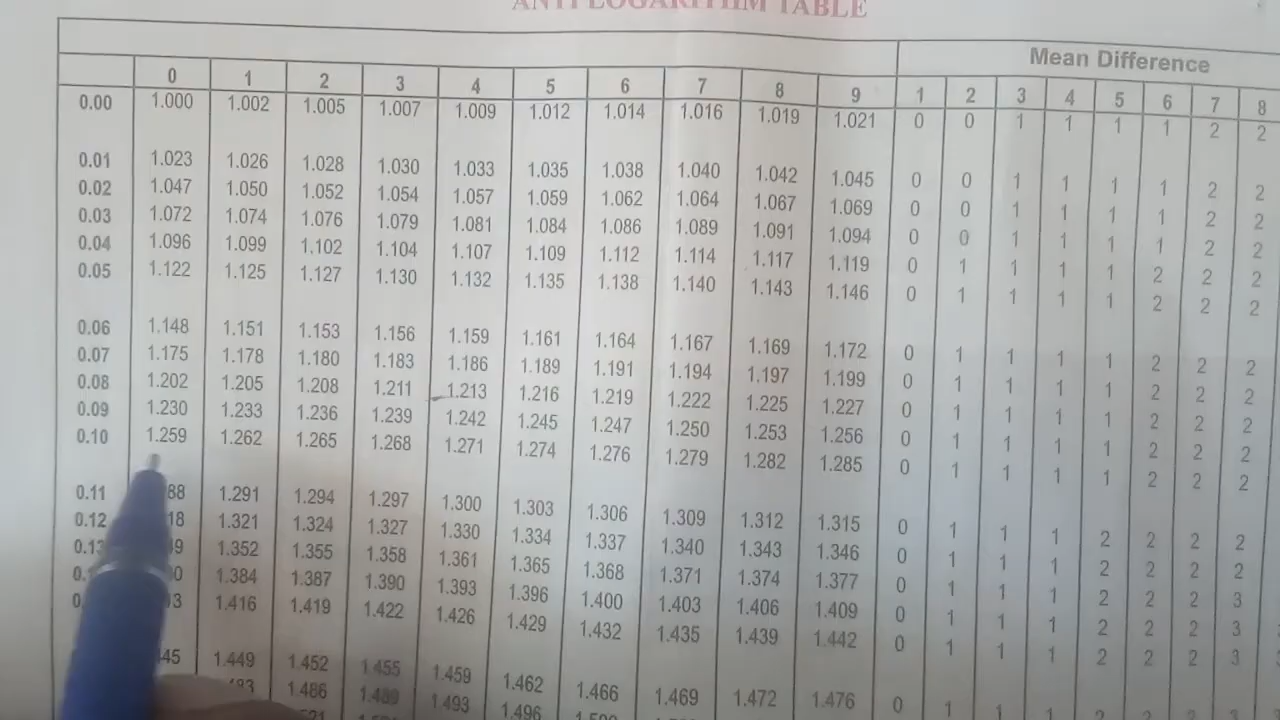 ANTI LOGARITHM TABLE
Mean Difference
0 1 2 3 4 5 6 7 8 9 1 2 3 4 5 6 7 8
0.00 1.000 1.002 1.005 1.007 1.009 1.012 1.014 1.016 1.019 1.021 0 0 1 1 1 1 2 2
0.01 1.023 1.026 1.028 1.030 1.033 1.035 1.038 1.040 1.042 1.045 0 0 1 1 1 1 2 2
0.02 1.047 1.050 1.052 1.054 1.057 1.059 1.062 1.064 1.067 1.069 0 0 1 1 1 1 2 2
0.03 1.072 1.074 1.076 1.079 1.081 1.084 1.086 1.089 1.091 1.094 0 0 1 1 1 1 2 2
0.04 1.096 1.099 1.102 1.104 1.107 1.109 1.112 1.114 1.117 1.119 0 1 1 1 1 2 2 2
0.05 1.122 1.125 1.127 1.130 1.132 1.135 1.138 1.140 1.143 1.146 0 1 1 1 1 2 2 2
0.06 1.148 1.151 1.153 1.156 1.159 1.161 1.164 1.167 1.169 1.172 0 1 1 1 1 2 2 2
0.07 1.175 1.178 1.180 1.183 1.186 1.189 1.191 1.194 1.197 1.199 0 1 1 1 1 2 2 2
0.08 1.202 1.205 1.208 1.211 1.213 1.216 1.219 1.222 1.225 1.227 0 1 1 1 1 2 2 2
0.09 1.230 1.233 1.236 1.239 1.242 1.245 1.247 1.250 1.253 1.256 0 1 1 1 1 2 2 2
0.10 1.259 1.262 1.265 1.268 1.271 1.274 1.276 1.279 1.282 1.285 0 1 1 1 1 2 2 2
0.11 88 1.291 1.294 1.297 1.300 1.303 1.306 1.309 1.312 1.315 0 1 1 1 2 2 2 2
0.12 18 1.321 1.324 1.327 1.330 1.334 1.337 1.340 1.343 1.346 0 1 1 1 2 2 2 2
0.13 49 1.352 1.355 1.358 1.361 1.365 1.368 1.371 1.374 1.377 0 1 1 1 2 2 2 3
1.384 1.387 1.390 1.393 1.396 1.400 1.403 1.406 1.409 0 1 1 1 2 2 2 3
1.416 1.419 1.422 1.426 1.429 1.432 1.435 1.439 1.442 0 1 1 1 2 2 2 3
45 1.449 1.452 1.455 1.459 1.462 1.466 1.469 1.472 1.476 0 1 1 1
1.486 1.489 1.493 1.496